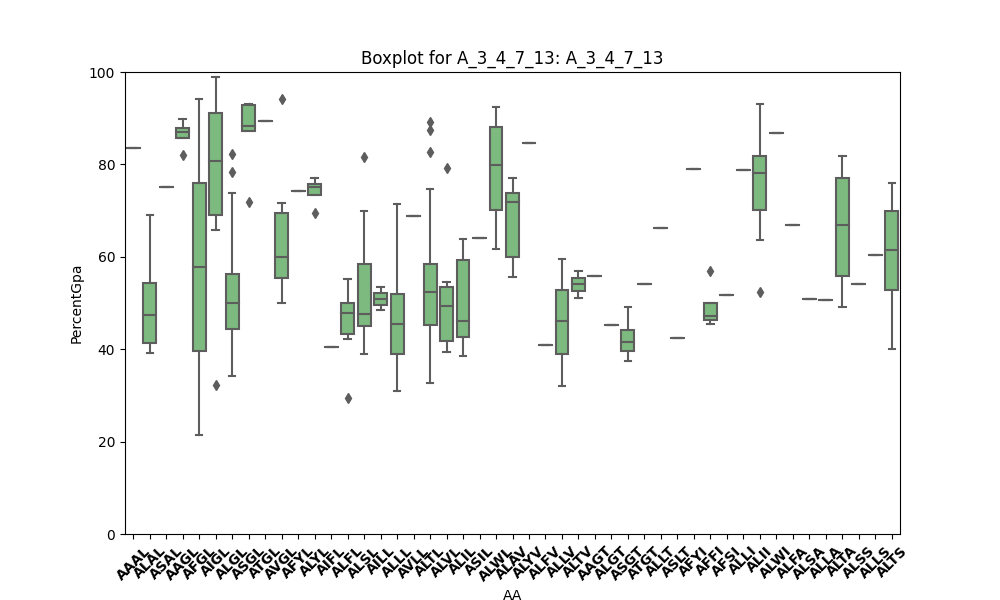 Boxplot for A_3_4_7_13: A_3_4_7_13
PercentGpa
100
80
60
40
20
0
AAAL ALAL ASAL AAGL AFGL AIGL ALGL ASGL ATGL AVGL AFYL ALYL AIFL ALFL ALSL AILL ALLL AVLL ALTL ALVL ALIL ASIL ALWL ALAV ALYV ALFV ALLV ALTV AAGT ALGT ASGT ATGT ALLT ASLT AFYI AFFI AFSI ALLI ALII ALWI ALFA ALSA ALLA ALTA ALSS ALLS ALTS
AA